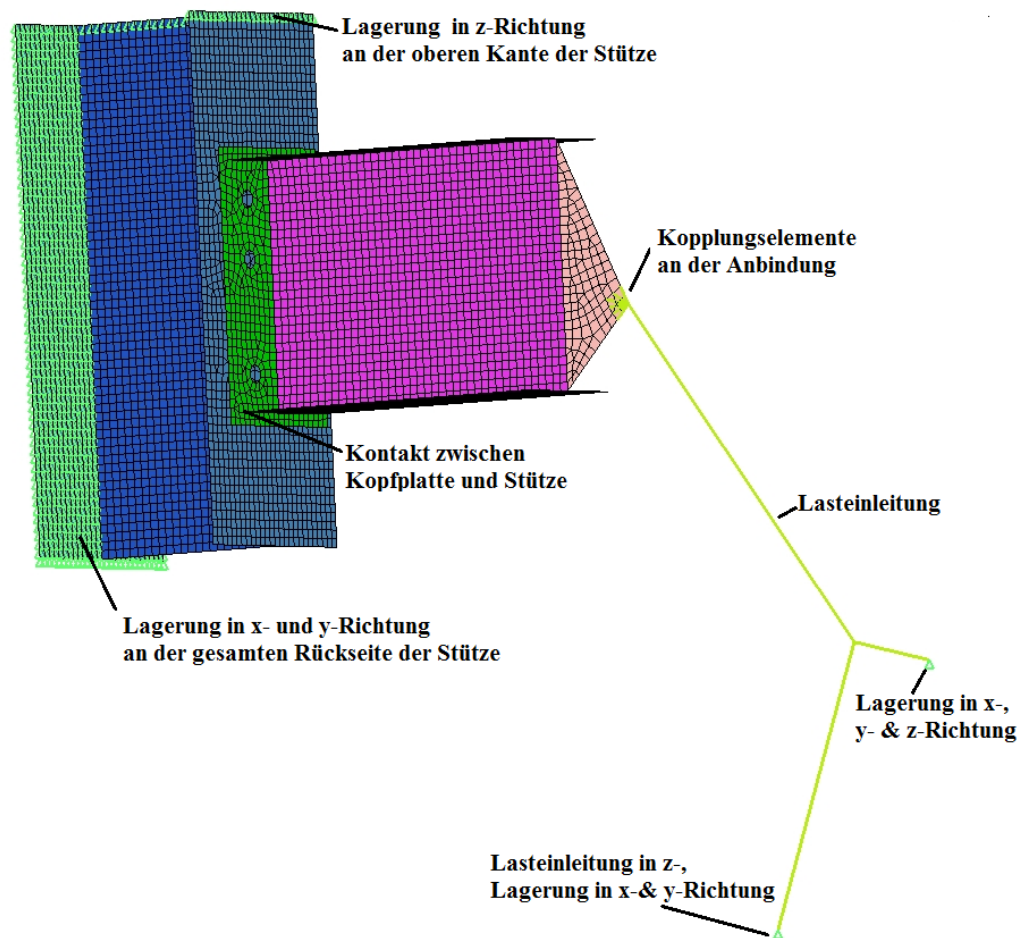 Lagerung in z-Richtung
an der oberen Kante der Stütze
Kopplungselemente
an der Anbindung
Kontakt zwischen
Kopfplatte und Stütze
Lasteinleitung
Lagerung in x- und y-Richtung
an der gesamten Rückseite der Stütze
Lagerung in x-,
y- & z-Richtung
Lasteinleitung in z-,
Lagerung in x-& y-Richtung